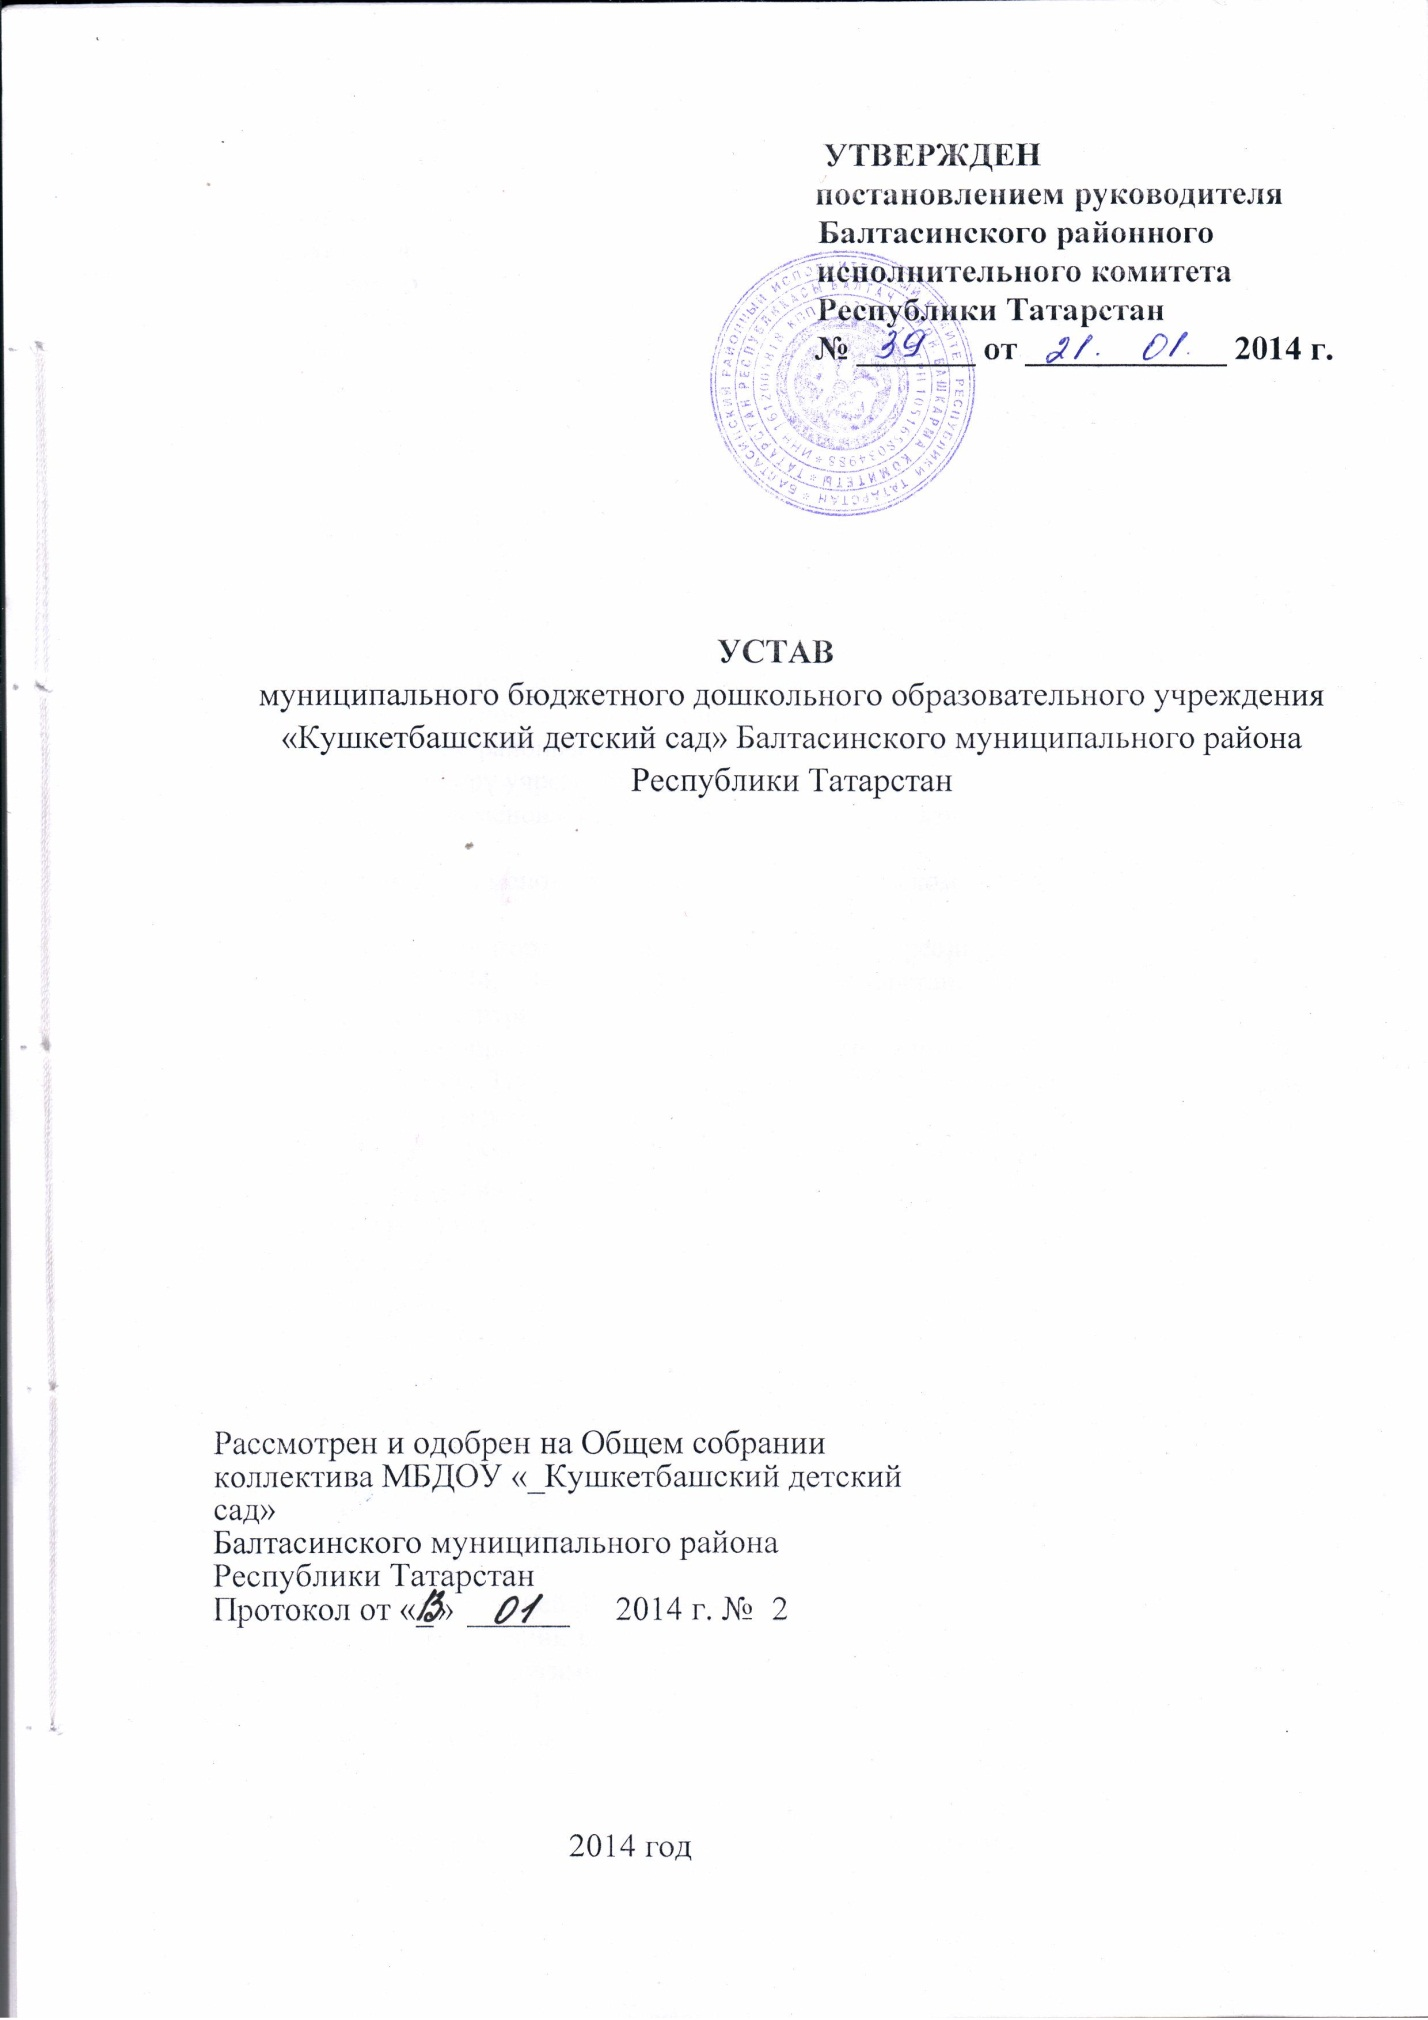 УТВЕРЖДЕН
постановлением руководителя
Балтасинского районного
исполнительного комитета
Республики Татарстан
№ 39 от 21. 01. 2014 г.
УСТАВ
муниципального бюджетного дошкольного образовательного учреждения
«Кушкетбашский детский сад» Балтасинского муниципального района
Республики Татарстан
Рассмотрен и одобрен на Общем собрании
коллектива МБДОУ «_Кушкетбашский детский
сад»
Балтасинского муниципального района
Республики Татарстан
Протокол от «13» 01 2014 г. № 2
2014 год